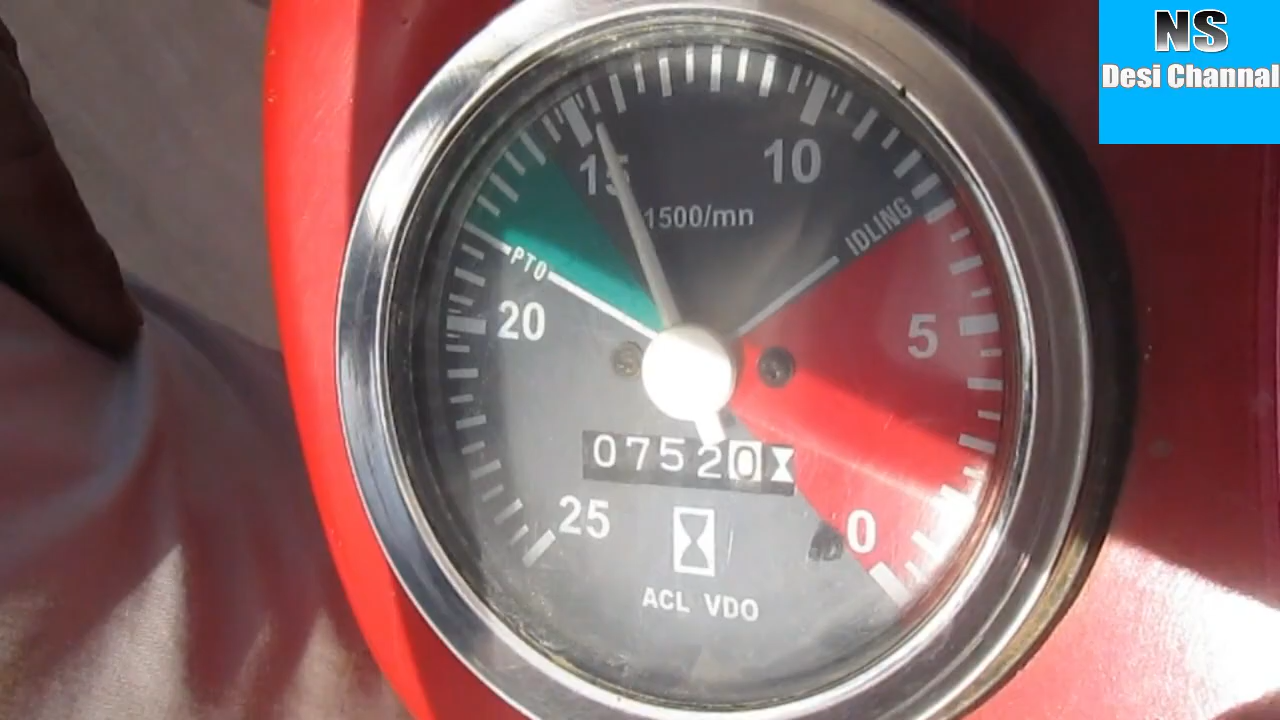 NS
Desi Channal
15
10
1500/mn
IDLING
PTO
20
5
07520
25
0
ACL VDO